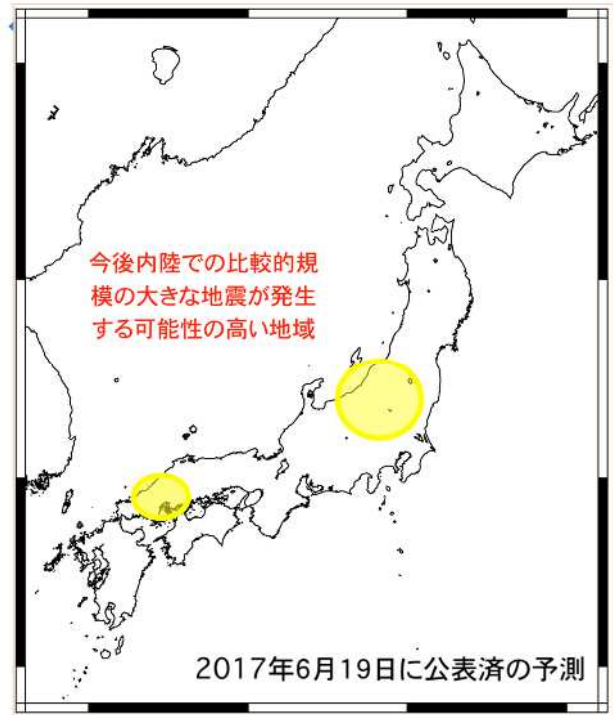 今後内陸での比較的規
模の大きな地震が発生
する可能性の高い地域
2017年6月19日に公表済の予測